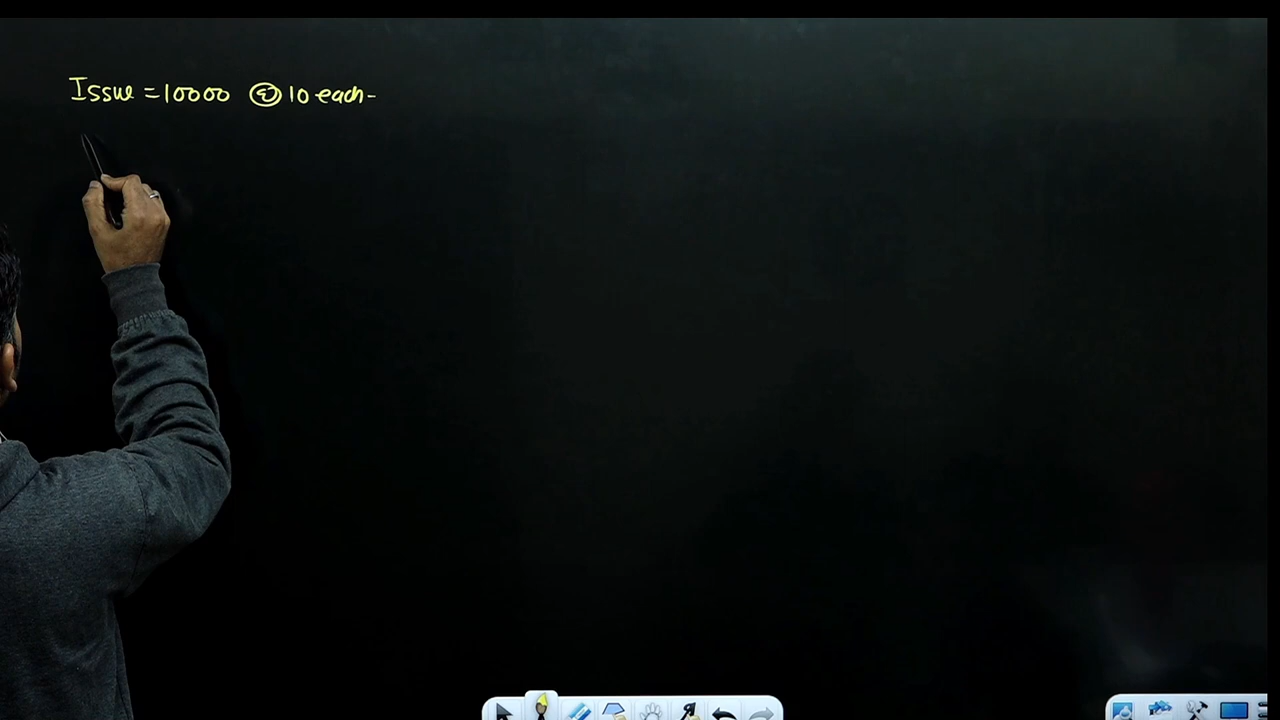 Issue = 10000 @ 10 each-